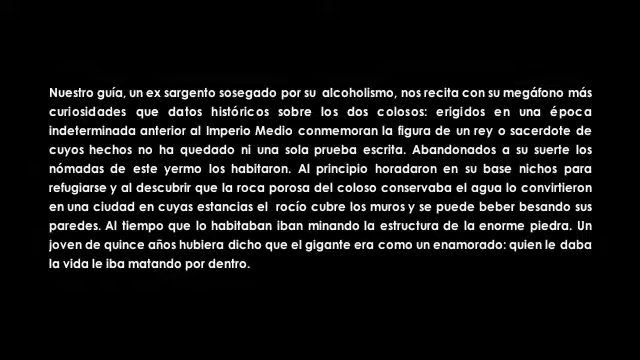 Nuestro guía, un ex sargento sosegado por su alcoholismo, nos recita con su megáfono más
curiosidades que datos históricos sobre los dos colosos: erigidos en una época
indeterminada anterior al Imperio Medio conmemoran la figura de un rey o sacerdote de
cuyos hechos no ha quedado ni una sola prueba escrita. Abandonados a su suerte los
nómadas de este yermo los habitaron. Al principio horadaron en su base nichos para
refugiarse y al descubrir que la roca porosa del coloso conservaba el agua lo convirtieron
en una ciudad en cuyas estancias el rocío cubre los muros y se puede beber besando sus
paredes. Al tiempo que lo habitaban iban minando la estructura de la enorme piedra. Un
joven de quince años hubiera dicho que el gigante era como un enamorado: quien le daba
la vida le iba matando por dentro.